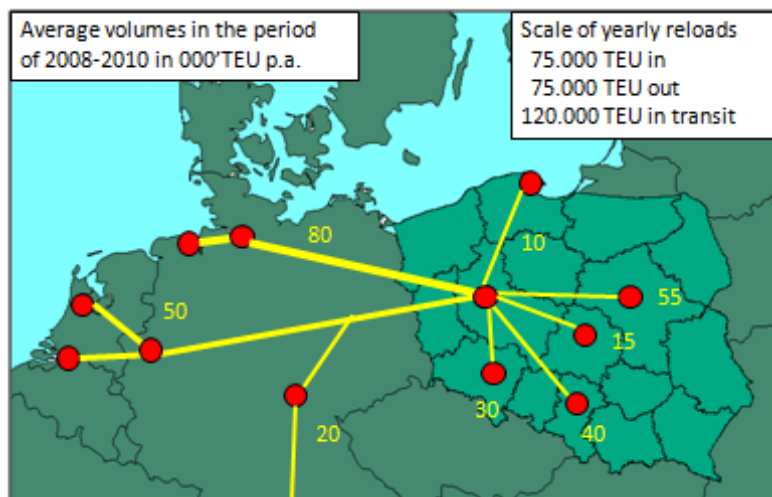 Average volumes in the period
of 2008-2010 in 000'TEU p.a.
Scale of yearly reloads
75.000 TEU in
75.000 TEU out
120.000 TEU in transit
80
10
50
55
15
30
40
20